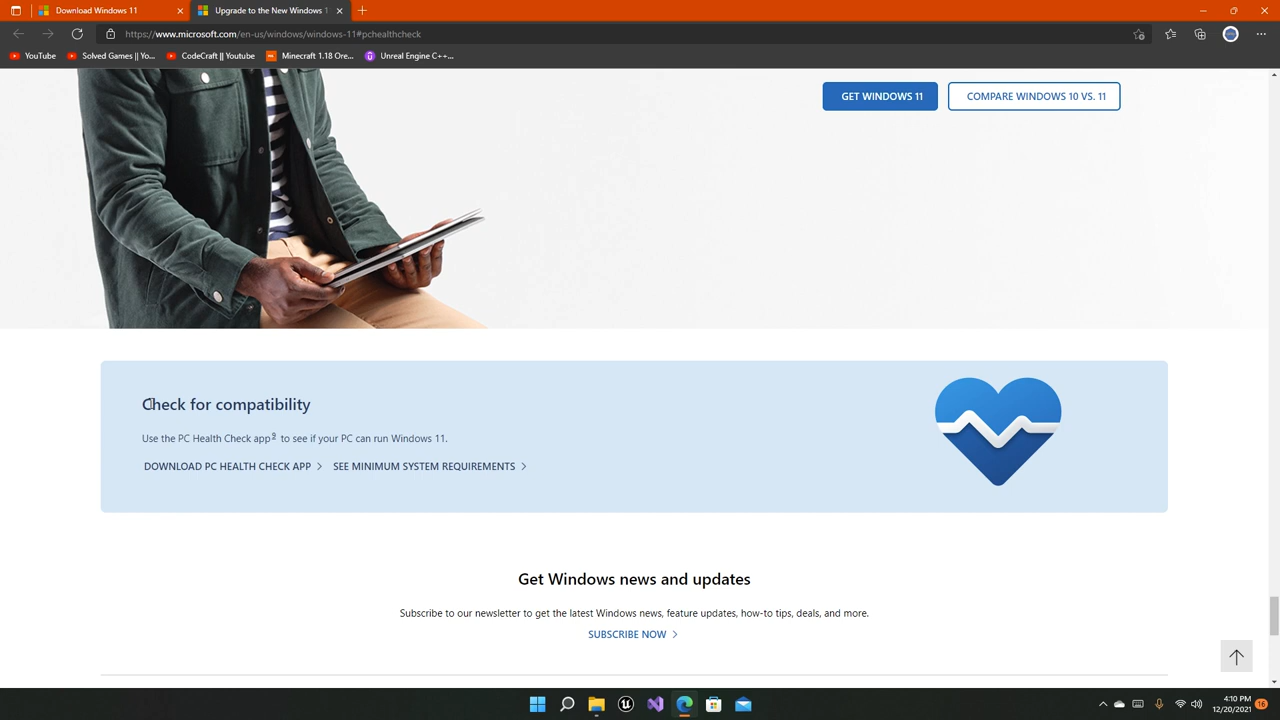 Download Windows 11
Upgrade to the New Windows 1
https://www.microsoft.com/en-us/windows/windows-11#pchealthcheck
YouTube
Solved Games || Yo...
CodeCraft || Youtube
Minecraft 1.18 Ore...
Unreal Engine C++...
GET WINDOWS 11
COMPARE WINDOWS 10 VS. 11
Check for compatibility
Use the PC Health Check app9 to see if your PC can run Windows 11.
DOWNLOAD PC HEALTH CHECK APP
SEE MINIMUM SYSTEM REQUIREMENTS
Get Windows news and updates
Subscribe to our newsletter to get the latest Windows news, feature updates, how-to tips, deals, and more.
SUBSCRIBE NOW
4:10 PM
12/20/2021
16